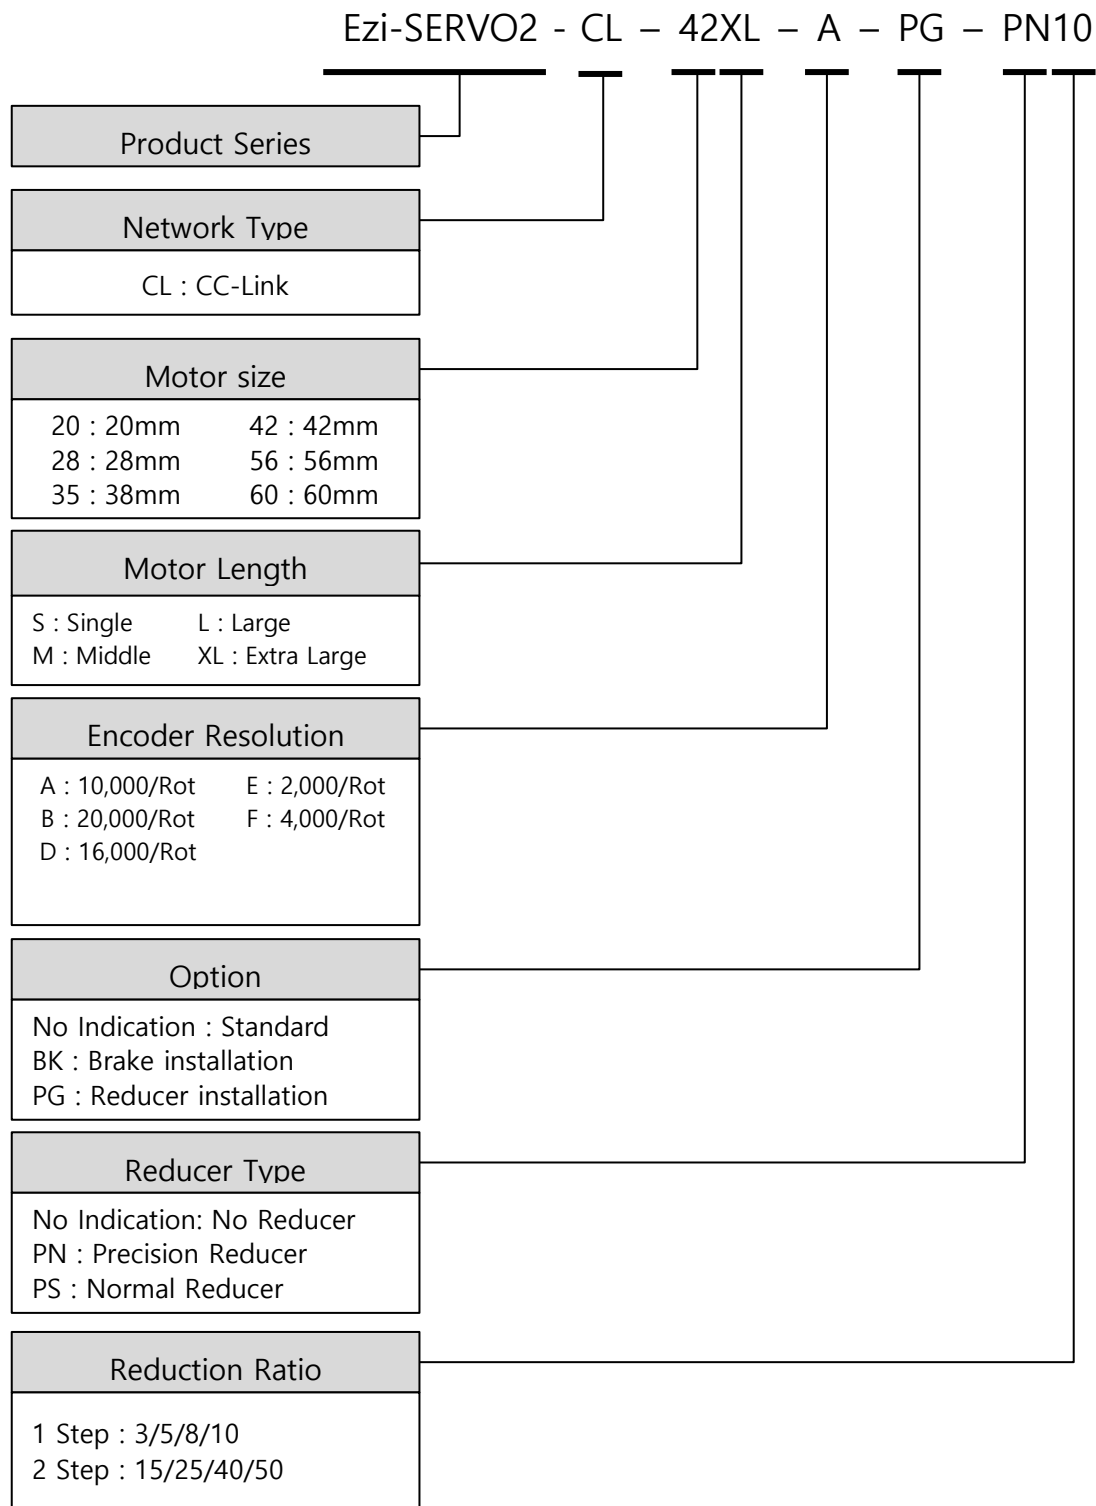 Ezi-SERVO2 - CL – 42XL – A – PG – PN10
Product Series
Network Type
CL : CC-Link
Motor size
20 : 20mm 42 : 42mm
28 : 28mm 56 : 56mm
35 : 38mm 60 : 60mm
Motor Length
S : Single L : Large
M : Middle XL : Extra Large
Encoder Resolution
A : 10,000/Rot E : 2,000/Rot
B : 20,000/Rot F : 4,000/Rot
D : 16,000/Rot
Option
No Indication : Standard
BK : Brake installation
PG : Reducer installation
Reducer Type
No Indication: No Reducer
PN : Precision Reducer
PS : Normal Reducer
Reduction Ratio
1 Step : 3/5/8/10
2 Step : 15/25/40/50